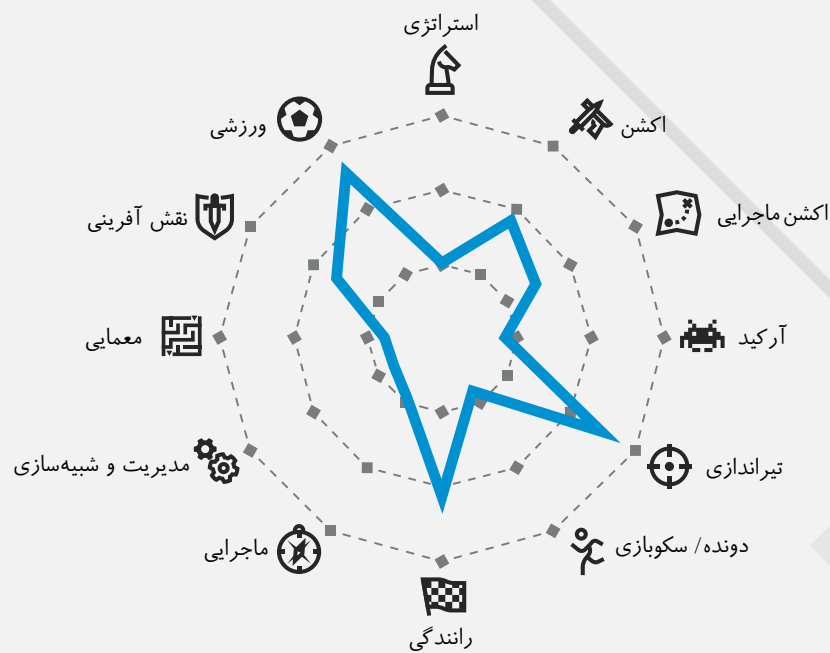 استراتژی
اکشن
ورزشی
اکشن ماجرایی
نقش آفرینی
آرکید
معمایی
تیراندازی
مدیریت و شبیه‌سازی
دونده/ سکوبازی
ماجرایی
رانندگی